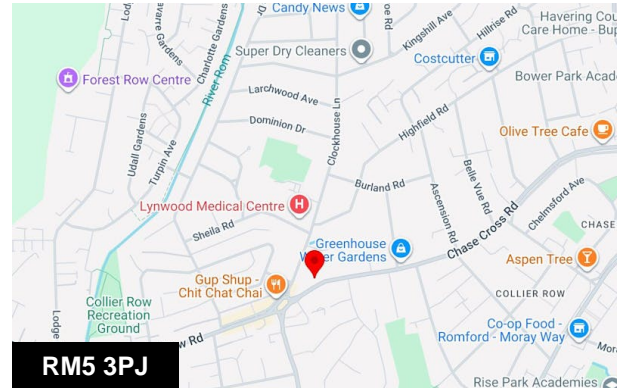 Candy News
Havering Cou
Care Home - Bup
Kingshill Ave
Hillrise Rd
Super Dry Cleaners
Costcutter
Charlotte Gardens
River Rom
Forest Row Centre
Bower Park Acade
Larchwood Ave
Dominion Dr
Clockhouse Ln
Highfield Rd
Olive Tree Cafe
Udall Gardens
Turpin Ave
Burland Rd
Belle Vue Rd
Ascension Rd
Chelmsford Ave
Lynwood Medical Centre
Sheila Rd
Chase Cross Rd
CHASE
Greenhouse
Water Gardens
Aspen Tree
Gup Shup -
Chit Chat Chai
COLLIER ROW
Collier Row
Recreation
Ground
Lodge
w Rd
Co-op Food -
Romford - Moray Way
Mor
RM5 3PJ
Rise Park Academies